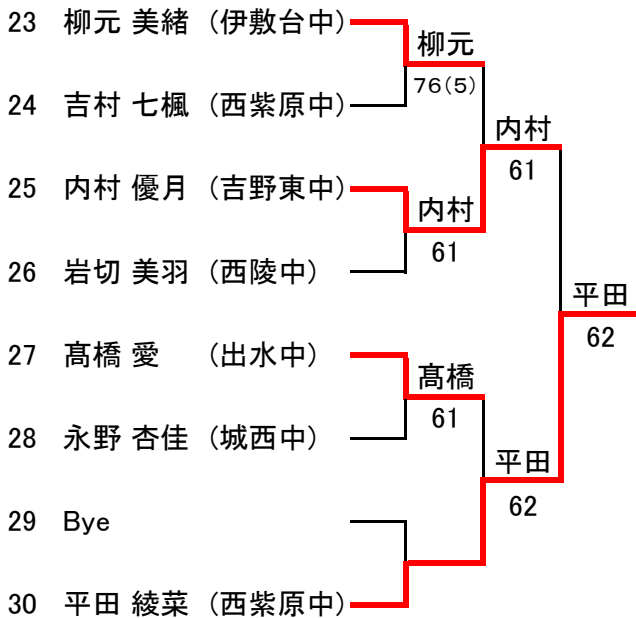 23 柳元 美緒 (伊敷台中)
柳元
76(5)
24 吉村 七楓 (西紫原中)
内村
61
25 内村 優月 (吉野東中)
内村
61
26 岩切 美羽 (西陵中)
平田
62
27 髙橋 愛 (出水中)
髙橋
61
28 永野 杏佳 (城西中)
平田
62
29 Bye
30 平田 綾菜 (西紫原中)